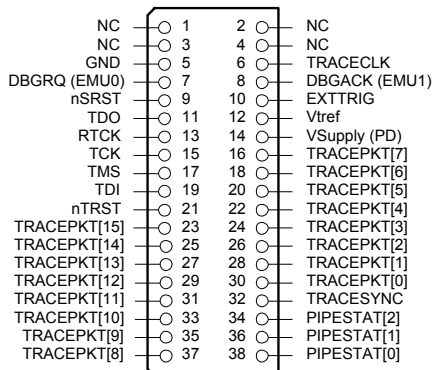 NC 1 2 NC
NC 3 4 NC
GND 5 6 TRACECLK
DBGRQ (EMU0) 7 8 DBGACK (EMU1)
nSRST 9 10 EXTTRIG
TDO 11 12 Vtref
RTCK 13 14 VSupply (PD)
TCK 15 16 TRACEPKT[7]
TMS 17 18 TRACEPKT[6]
TDI 19 20 TRACEPKT[5]
nTRST 21 22 TRACEPKT[4]
TRACEPKT[15] 23 24 TRACEPKT[3]
TRACEPKT[14] 25 26 TRACEPKT[2]
TRACEPKT[13] 27 28 TRACEPKT[1]
TRACEPKT[12] 29 30 TRACEPKT[0]
TRACEPKT[11] 31 32 TRACESYNC
TRACEPKT[10] 33 34 PIPESTAT[2]
TRACEPKT[9] 35 36 PIPESTAT[1]
TRACEPKT[8] 37 38 PIPESTAT[0]